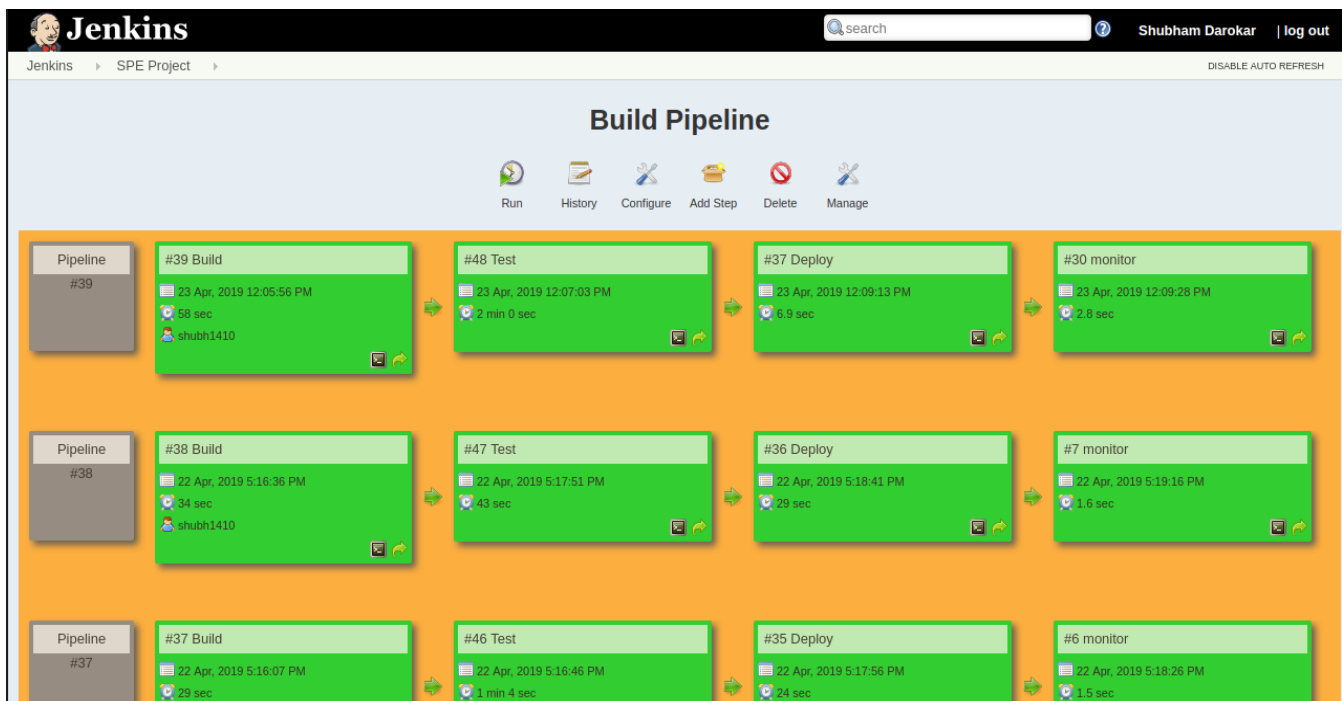 Jenkins
search
Shubham Darokar | log out
Jenkins SPE Project
DISABLE AUTO REFRESH
Build Pipeline
Run History Configure Add Step Delete Manage
Pipeline
#39
#39 Build
23 Apr, 2019 12:05:56 PM
58 sec
shubh1410
#48 Test
23 Apr, 2019 12:07:03 PM
2 min 0 sec
#37 Deploy
23 Apr, 2019 12:09:13 PM
6.9 sec
#30 monitor
23 Apr, 2019 12:09:28 PM
2.8 sec
Pipeline
#38
#38 Build
22 Apr, 2019 5:16:36 PM
34 sec
shubh1410
#47 Test
22 Apr, 2019 5:17:51 PM
43 sec
#36 Deploy
22 Apr, 2019 5:18:41 PM
29 sec
#7 monitor
22 Apr, 2019 5:19:16 PM
1.6 sec
Pipeline
#37
#37 Build
22 Apr, 2019 5:16:07 PM
29 sec
#46 Test
22 Apr, 2019 5:16:46 PM
1 min 4 sec
#35 Deploy
22 Apr, 2019 5:17:56 PM
24 sec
#6 monitor
22 Apr, 2019 5:18:26 PM
1.5 sec